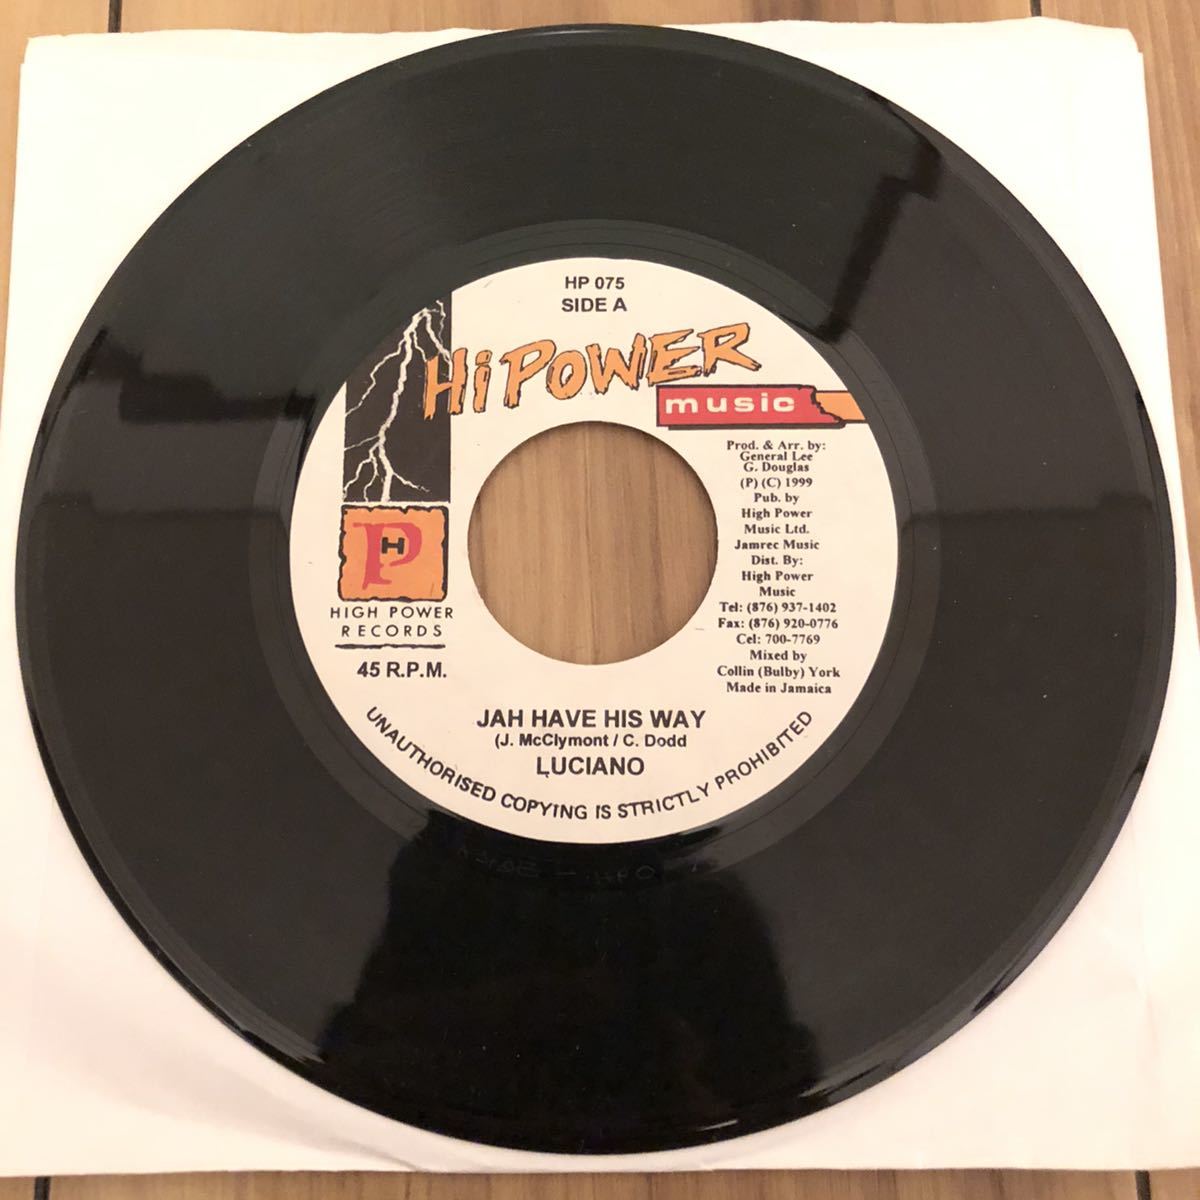 HP 075
SIDE A
Hi POWER
music
Prod. & Arr. by:
General Lee
G. Douglas
(P) (C) 1999
Pub. by
High Power
Music Ltd.
Jamrec Music
Dist. By:
High Power
Music
Tel: (876) 937-1402
Fax: (876) 920-0776
Cel: 700-7769
Mixed by
Collin (Bulby) York
Made in Jamaica
HP
HIGH POWER
RECORDS
45 R.P.M.
JAH HAVE HIS WAY
(J. McClymont / C. Dodd
LUCIANO
UNAUTHORISED COPYING IS STRICTLY PROHIBITED